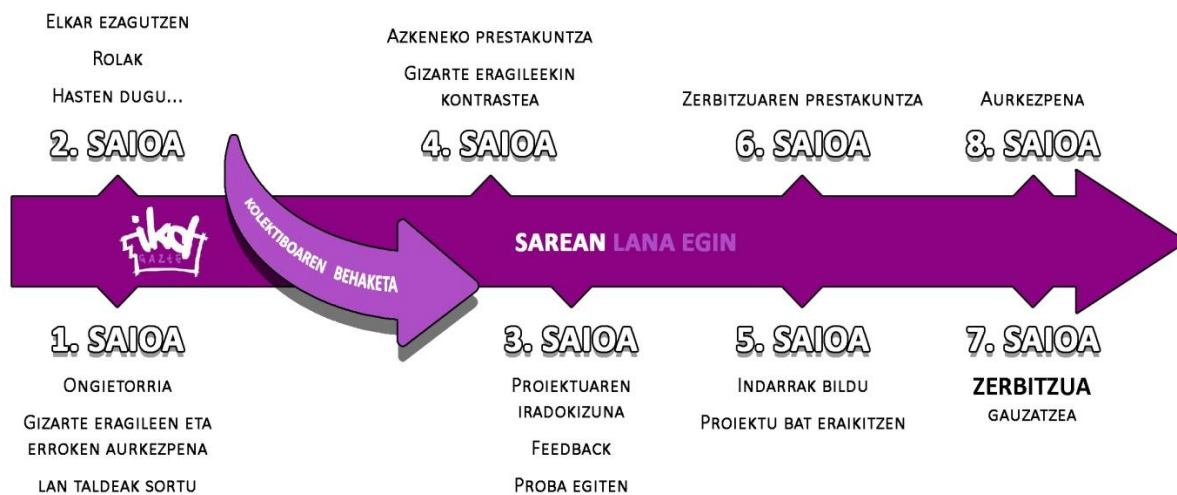 Elkar ezagutzen
Rolak
Hasten dugu...
2. SAIOA
Azkeneko prestakuntza
Gizarte eragileekin
kontrastea
4. SAIOA
Zerbitzuaren prestakuntza
6. SAIOA
Aurkezpena
8. SAIOA
ikd
GAZtE
KOLEKTIBOAREN BEHAKETA
SAREAN LANA EGIN
1. SAIOA
Ongietorria
Gizarte eragileen eta
erroken aurkezpena
lan taldeak sortu
3. SAIOA
Proiektuaren
iradokizuna
Feedback
Proba egiten
5. SAIOA
Indarrak bildu
Proiektu bat eraikitzen
7. SAIOA
ZERBITZUA
gauzatzea